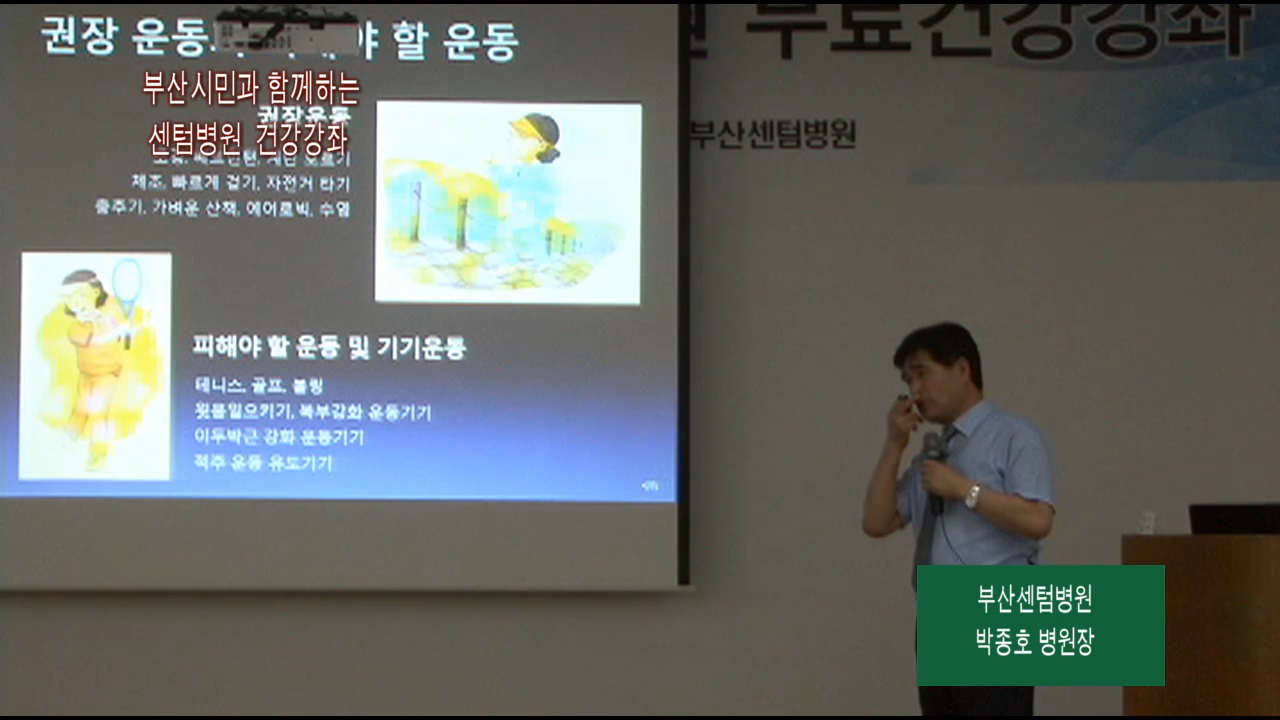 권장 운동 야 할 운동
부산시민과 함께하는
권장운동
센텀병원 건강강좌
체조, 빠르게 걷기, 자전거 타기
춤추기, 가벼운 산책, 에어로빅, 수영
피해야 할 운동 및 기기운동
테니스, 골프, 볼링
윗몸일으키기, 복부강화 운동기기
이두박근 강화 운동기기
척추 운동 유도기기
무료건강강좌
부산센텀병원
부산센텀병원
박종호 병원장